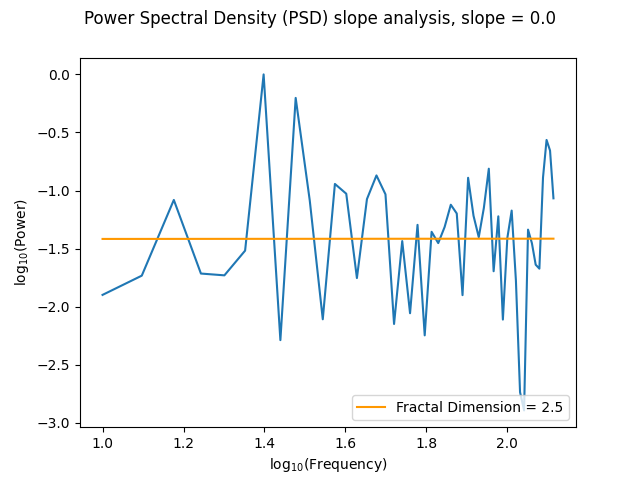 Power Spectral Density (PSD) slope analysis, slope = 0.0
0.0
−0.5
−1.0
−1.5
−2.0
−2.5
−3.0
log₁₀(Power)
Fractal Dimension = 2.5
1.0 1.2 1.4 1.6 1.8 2.0
log₁₀(Frequency)